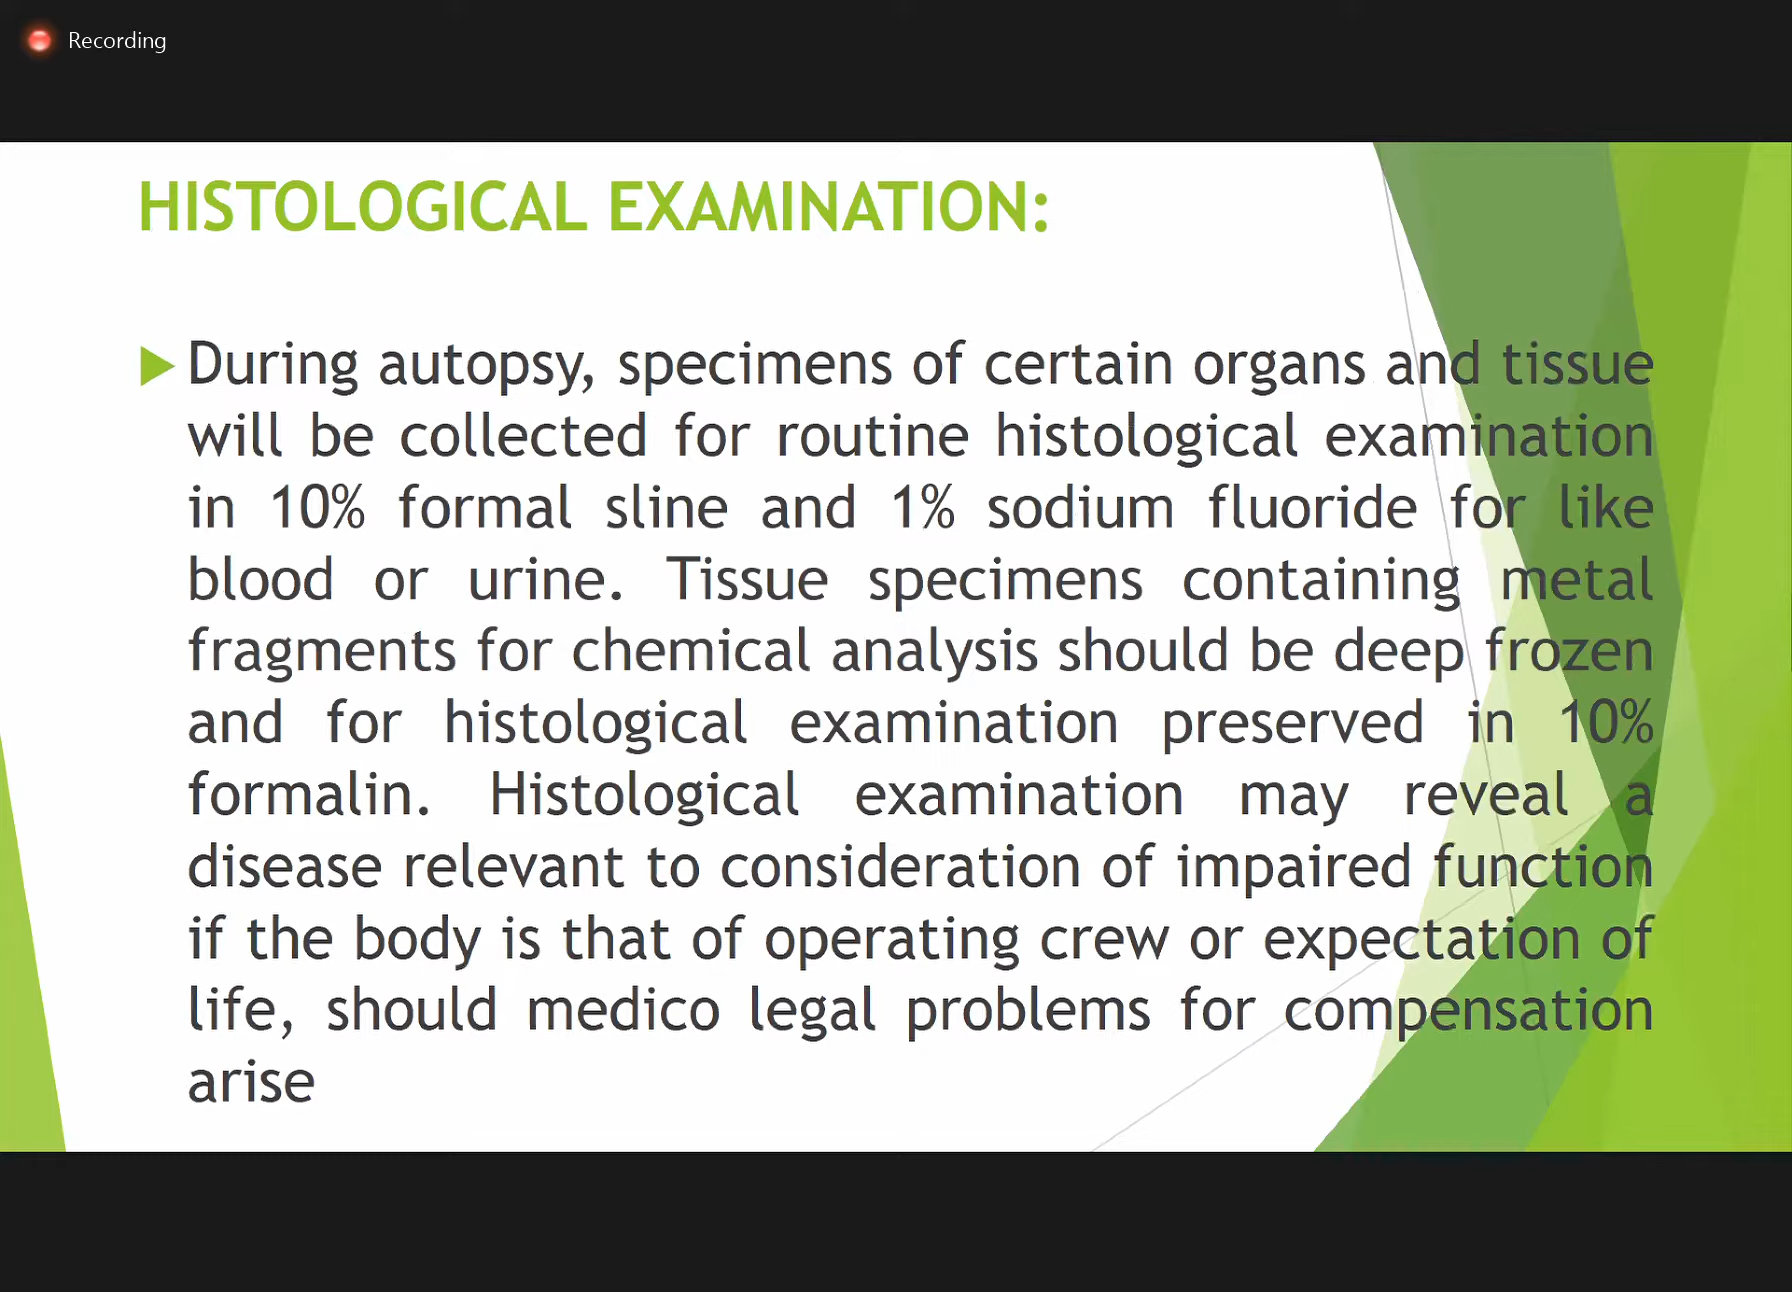 Recording
HISTOLOGICAL EXAMINATION:
During autopsy, specimens of certain organs and tissue
will be collected for routine histological examination
in 10% formal sline and 1% sodium fluoride for like
blood or urine. Tissue specimens containing metal
fragments for chemical analysis should be deep frozen
and for histological examination preserved in 10%
formalin. Histological examination may reveal a
disease relevant to consideration of impaired function
if the body is that of operating crew or expectation of
life, should medico legal problems for compensation
arise